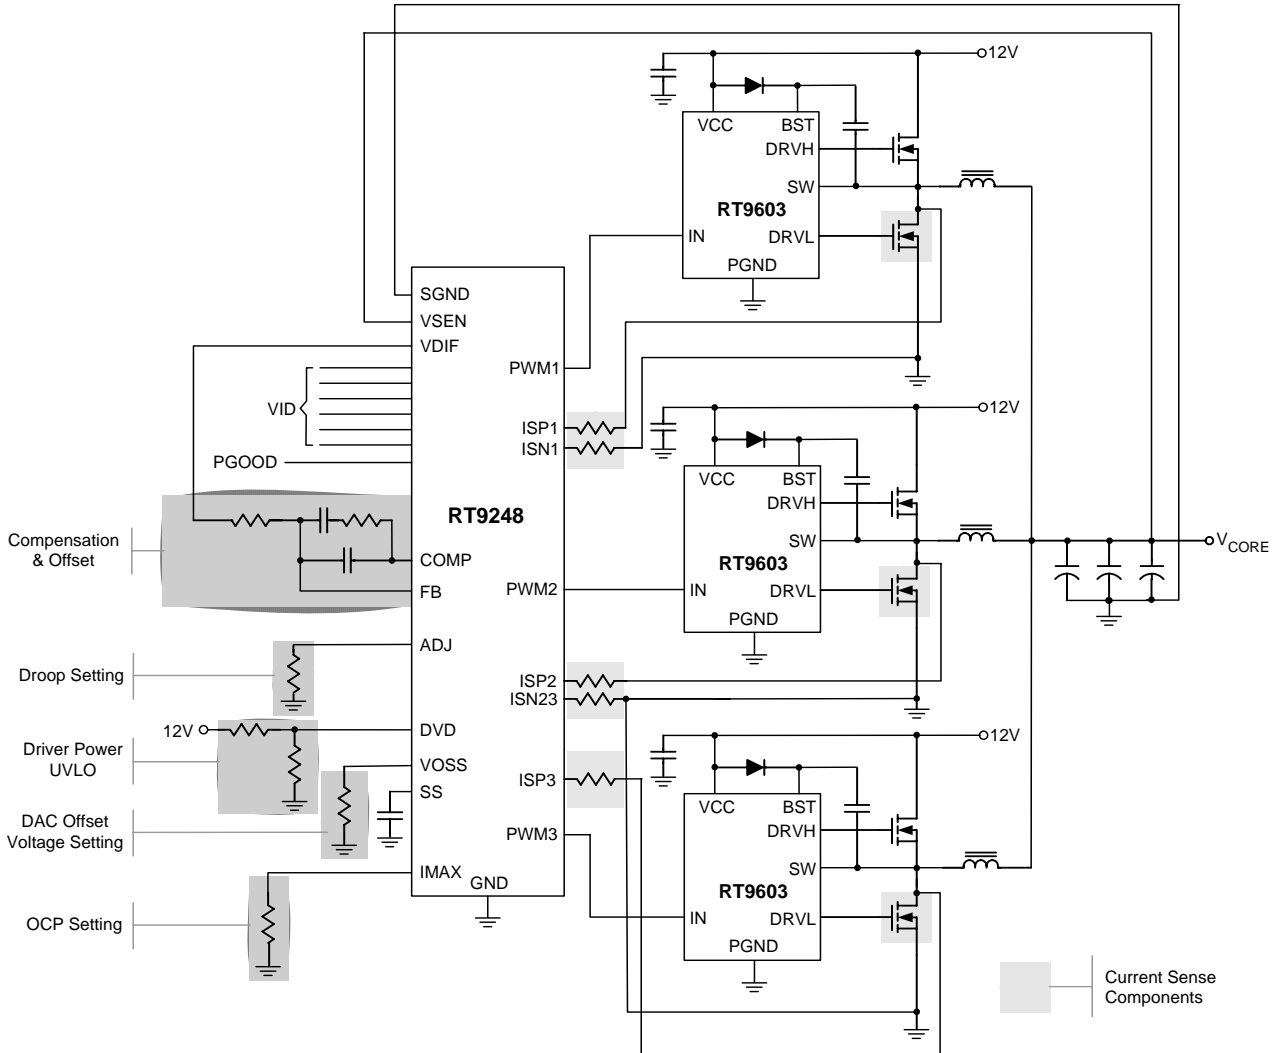 12V
VCC
BST
DRVH
SW
RT9603
IN
DRVL
PGND
SGND
VSEN
VDIF
VID
PGOOD
PWM1
ISP1
ISN1
RT9248
Compensation
& Offset
COMP
FB
PWM2
12V
VCC
BST
DRVH
SW
RT9603
IN
DRVL
PGND
VCORE
ADJ
Droop Setting
ISP2
ISN23
12V
DVD
Driver Power
UVLO
VOSS
ISP3
SS
DAC Offset
Voltage Setting
PWM3
IMAX
GND
OCP Setting
12V
VCC
BST
DRVH
SW
RT9603
IN
DRVL
PGND
Current Sense
Components